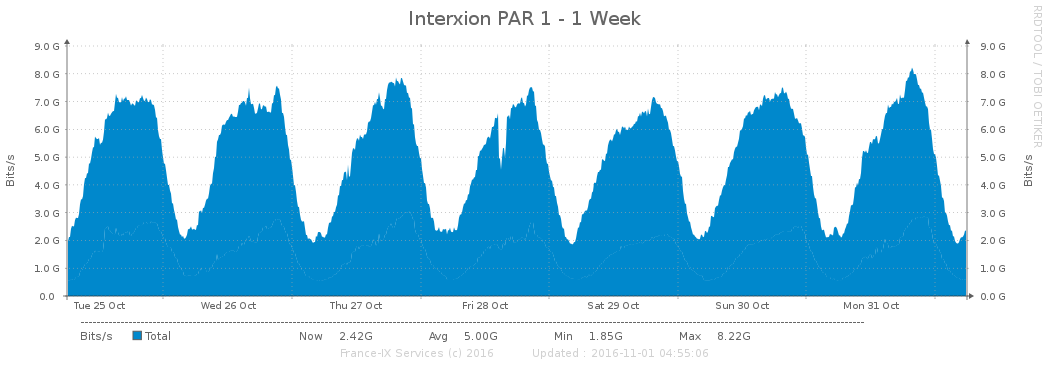 Interxion PAR 1 - 1 Week
RRDTOOL / TOBI OETIKER
Bits/s
9.0 G 9.0 G
8.0 G 8.0 G
7.0 G 7.0 G
6.0 G 6.0 G
5.0 G 5.0 G
4.0 G 4.0 G
3.0 G 3.0 G
2.0 G 2.0 G
1.0 G 1.0 G
0.0 0.0 G
Bits/s
Tue 25 Oct Wed 26 Oct Thu 27 Oct Fri 28 Oct Sat 29 Oct Sun 30 Oct Mon 31 Oct
Bits/s Total Now 2.42G Avg 5.00G Min 1.85G Max 8.22G
France-IX Services (c) 2016 Updated : 2016-11-01 04:55:06